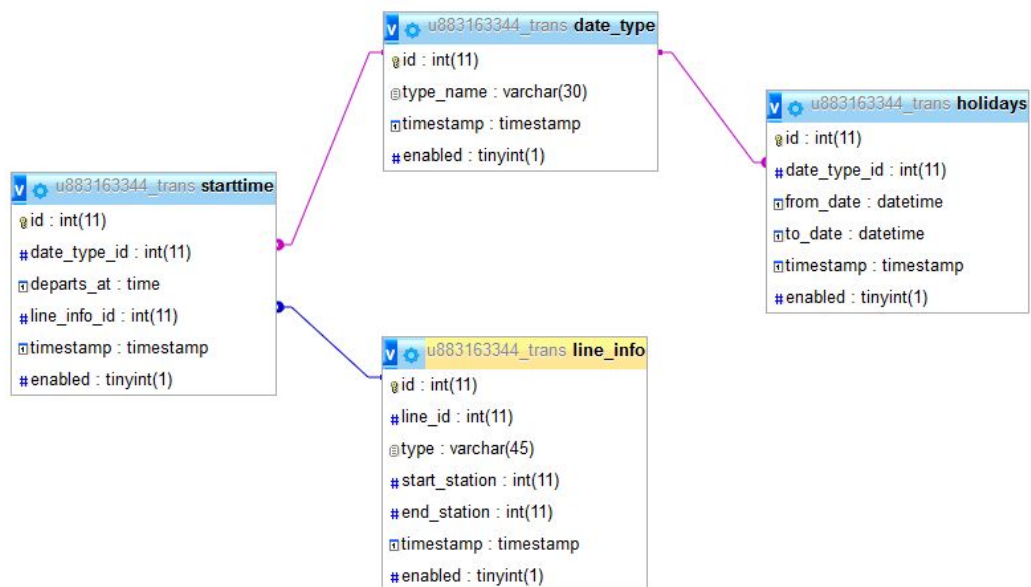 u883163344_trans date_type
id : int(11)
type_name : varchar(30)
timestamp : timestamp
# enabled : tinyint(1)
u883163344_trans holidays
id : int(11)
# date_type_id : int(11)
from_date : datetime
to_date : datetime
timestamp : timestamp
# enabled : tinyint(1)
u883163344_trans starttime
id : int(11)
# date_type_id : int(11)
departs_at : time
# line_info_id : int(11)
timestamp : timestamp
# enabled : tinyint(1)
u883163344_trans line_info
id : int(11)
# line_id : int(11)
type : varchar(45)
# start_station : int(11)
# end_station : int(11)
timestamp : timestamp
# enabled : tinyint(1)